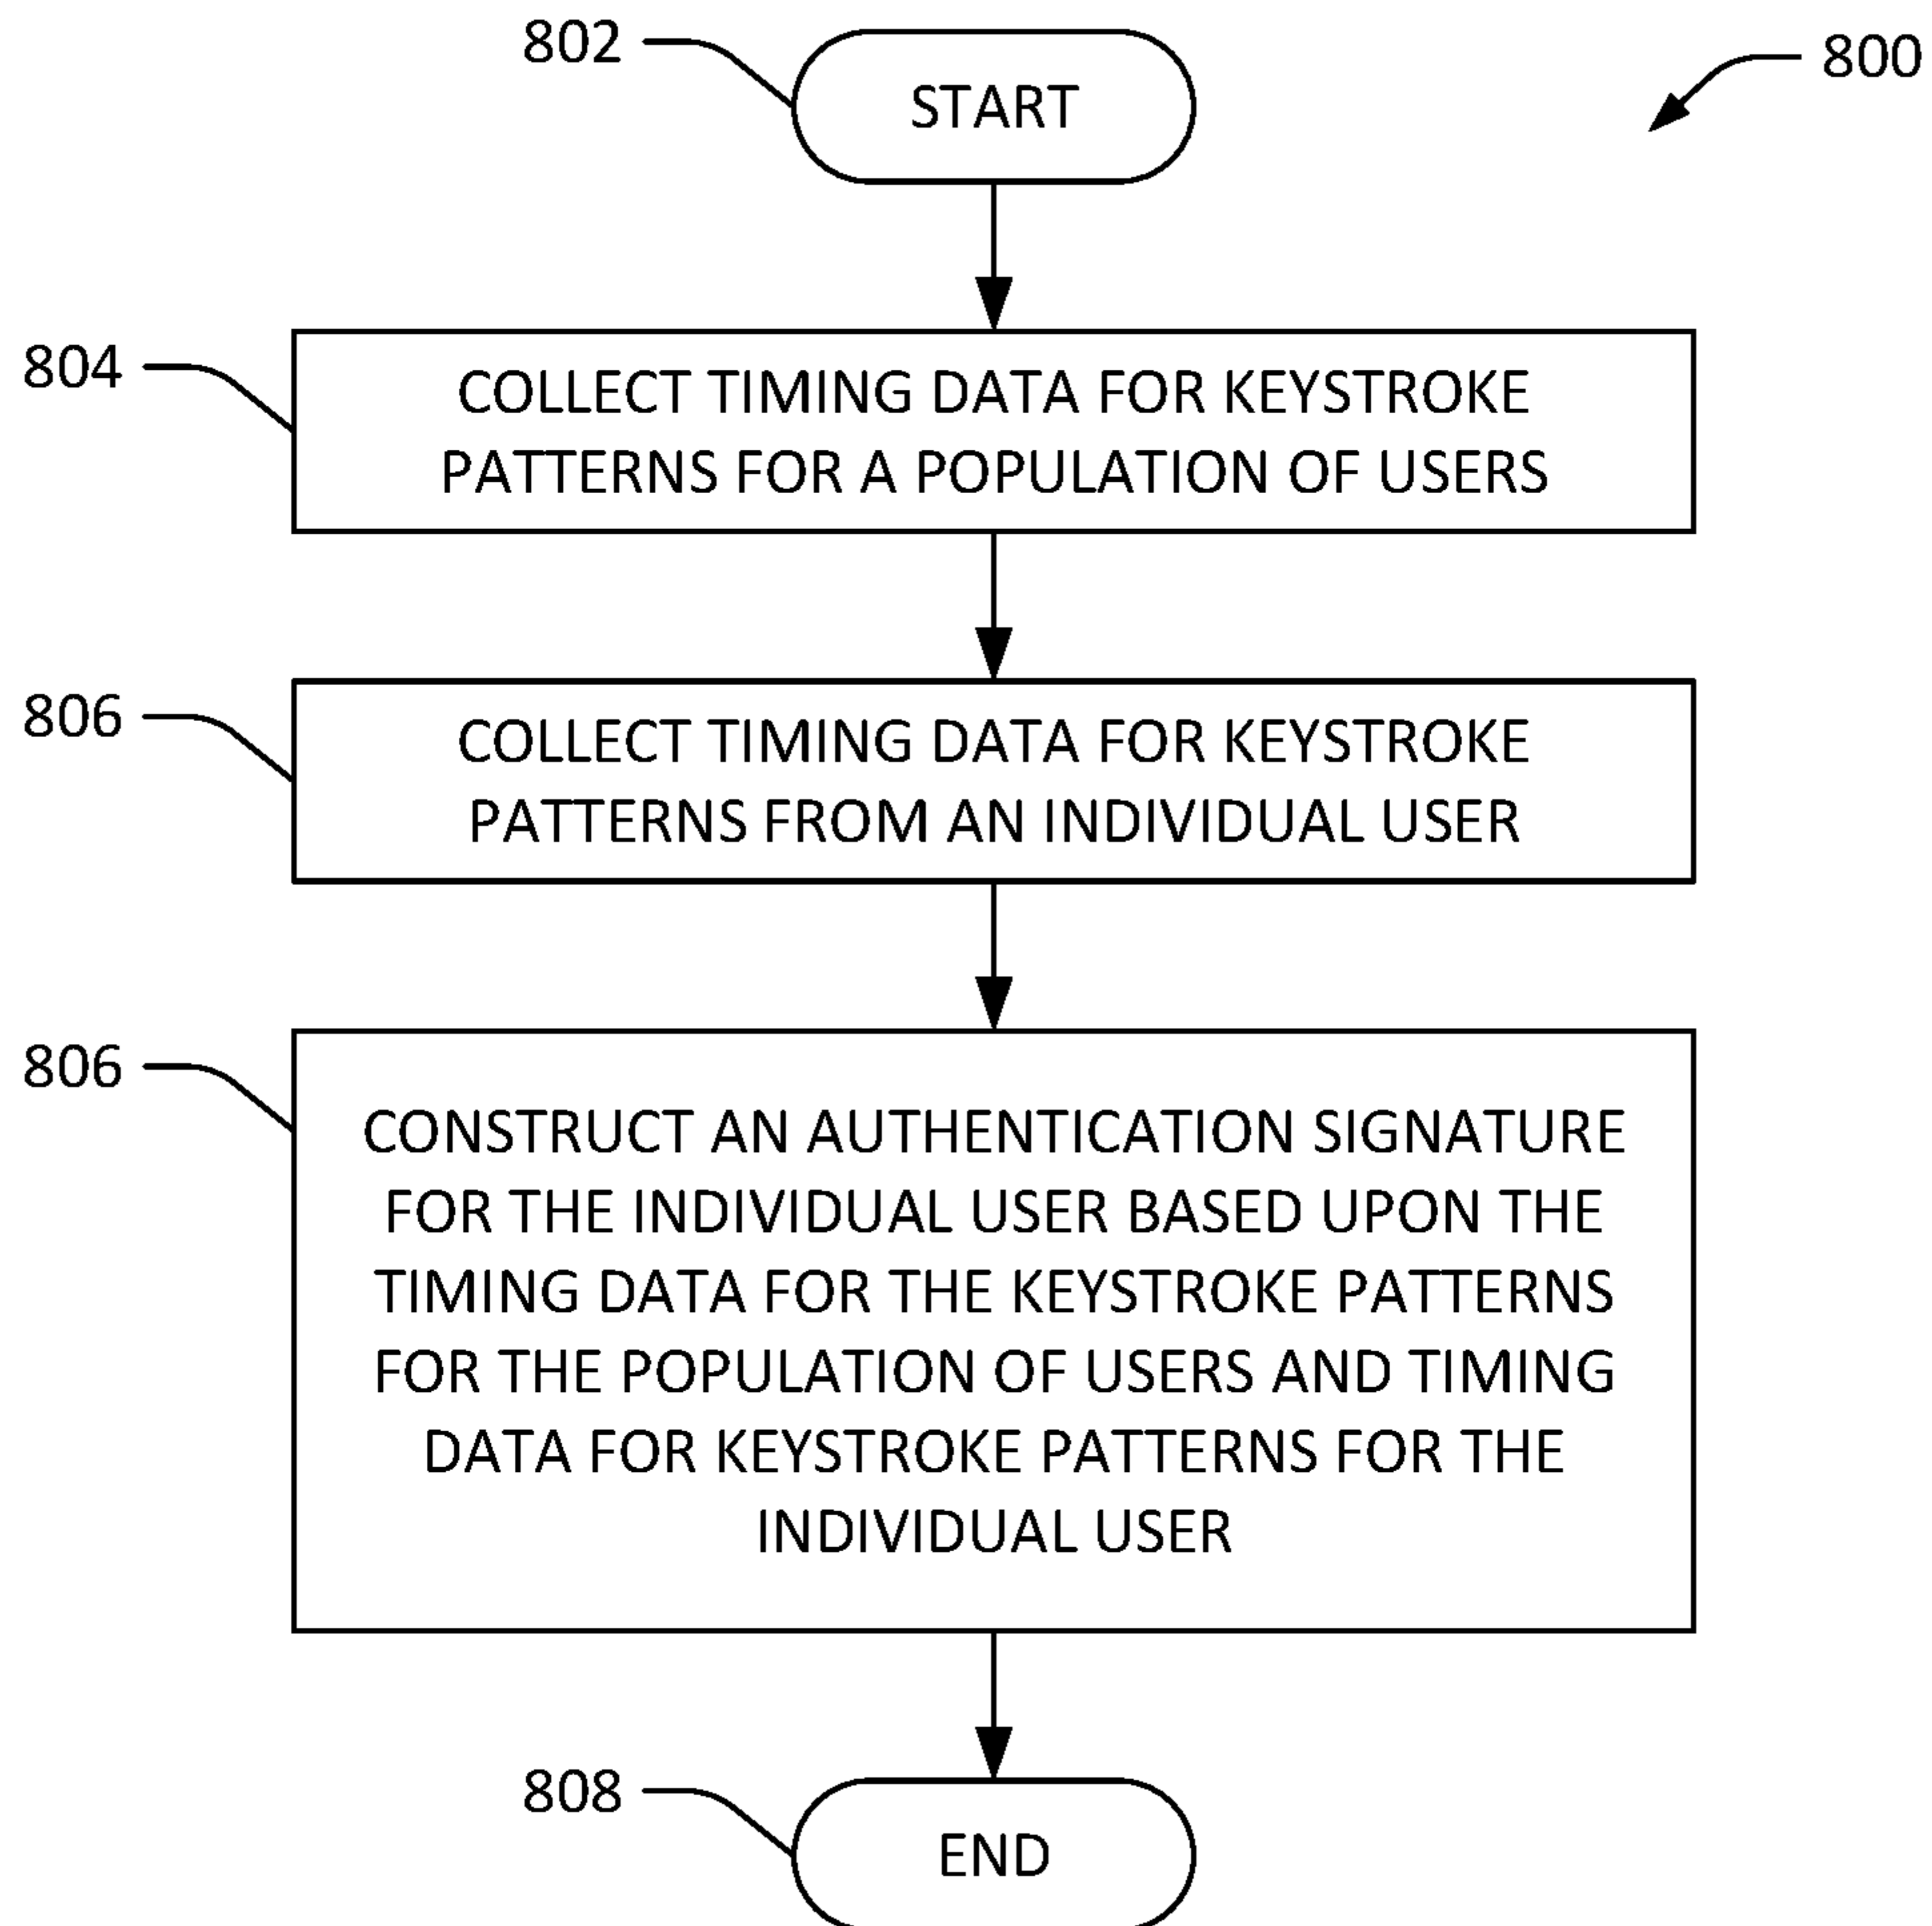 802
START
800
804
COLLECT TIMING DATA FOR KEYSTROKE
PATTERNS FOR A POPULATION OF USERS
806
COLLECT TIMING DATA FOR KEYSTROKE
PATTERNS FROM AN INDIVIDUAL USER
806
CONSTRUCT AN AUTHENTICATION SIGNATURE
FOR THE INDIVIDUAL USER BASED UPON THE
TIMING DATA FOR THE KEYSTROKE PATTERNS
FOR THE POPULATION OF USERS AND TIMING
DATA FOR KEYSTROKE PATTERNS FOR THE
INDIVIDUAL USER
808
END